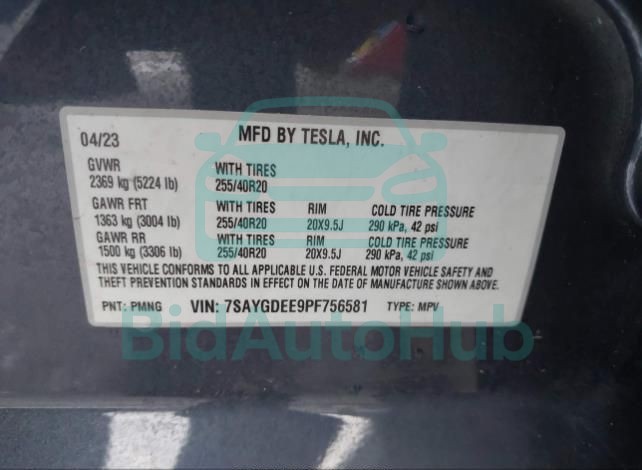 04/23
MFD BY TESLA, INC.
GVWR
2369 kg (5224 lb)
WITH TIRES
255/40R20
GAWR FRT
1363 kg (3004 lb)
WITH TIRES
255/40R20
RIM
20X9.5J
COLD TIRE PRESSURE
290 kPa, 42 psi
GAWR RR
1500 kg (3306 lb)
WITH TIRES
255/40R20
RIM
20X9.5J
COLD TIRE PRESSURE
290 kPa, 42 psi
THIS VEHICLE CONFORMS TO ALL APPLICABLE U.S. FEDERAL MOTOR VEHICLE SAFETY AND
THEFT PREVENTION STANDARDS IN EFFECT ON THE DATE OF MANUFACTURE SHOWN ABOVE.
PNT: PMNG
VIN: 7SAYGDEE9PF756581
TYPE: MPV
BidAutoHub